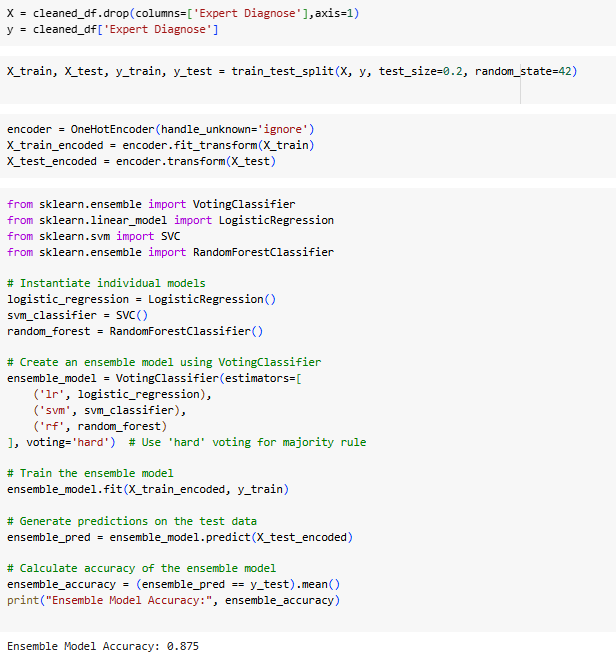 X = cleaned_df.drop(columns=['Expert Diagnose'],axis=1)
y = cleaned_df['Expert Diagnose']
X_train, X_test, y_train, y_test = train_test_split(X, y, test_size=0.2, random_state=42)
encoder = OneHotEncoder(handle_unknown='ignore')
X_train_encoded = encoder.fit_transform(X_train)
X_test_encoded = encoder.transform(X_test)
from sklearn.ensemble import VotingClassifier
from sklearn.linear_model import LogisticRegression
from sklearn.svm import SVC
from sklearn.ensemble import RandomForestClassifier
# Instantiate individual models
logistic_regression = LogisticRegression()
svm_classifier = SVC()
random_forest = RandomForestClassifier()
# Create an ensemble model using VotingClassifier
ensemble_model = VotingClassifier(estimators=[
    ('lr', logistic_regression),
    ('svm', svm_classifier),
    ('rf', random_forest)
], voting='hard')  # Use 'hard' voting for majority rule
# Train the ensemble model
ensemble_model.fit(X_train_encoded, y_train)
# Generate predictions on the test data
ensemble_pred = ensemble_model.predict(X_test_encoded)
# Calculate accuracy of the ensemble model
ensemble_accuracy = (ensemble_pred == y_test).mean()
print("Ensemble Model Accuracy:", ensemble_accuracy)
Ensemble Model Accuracy: 0.875